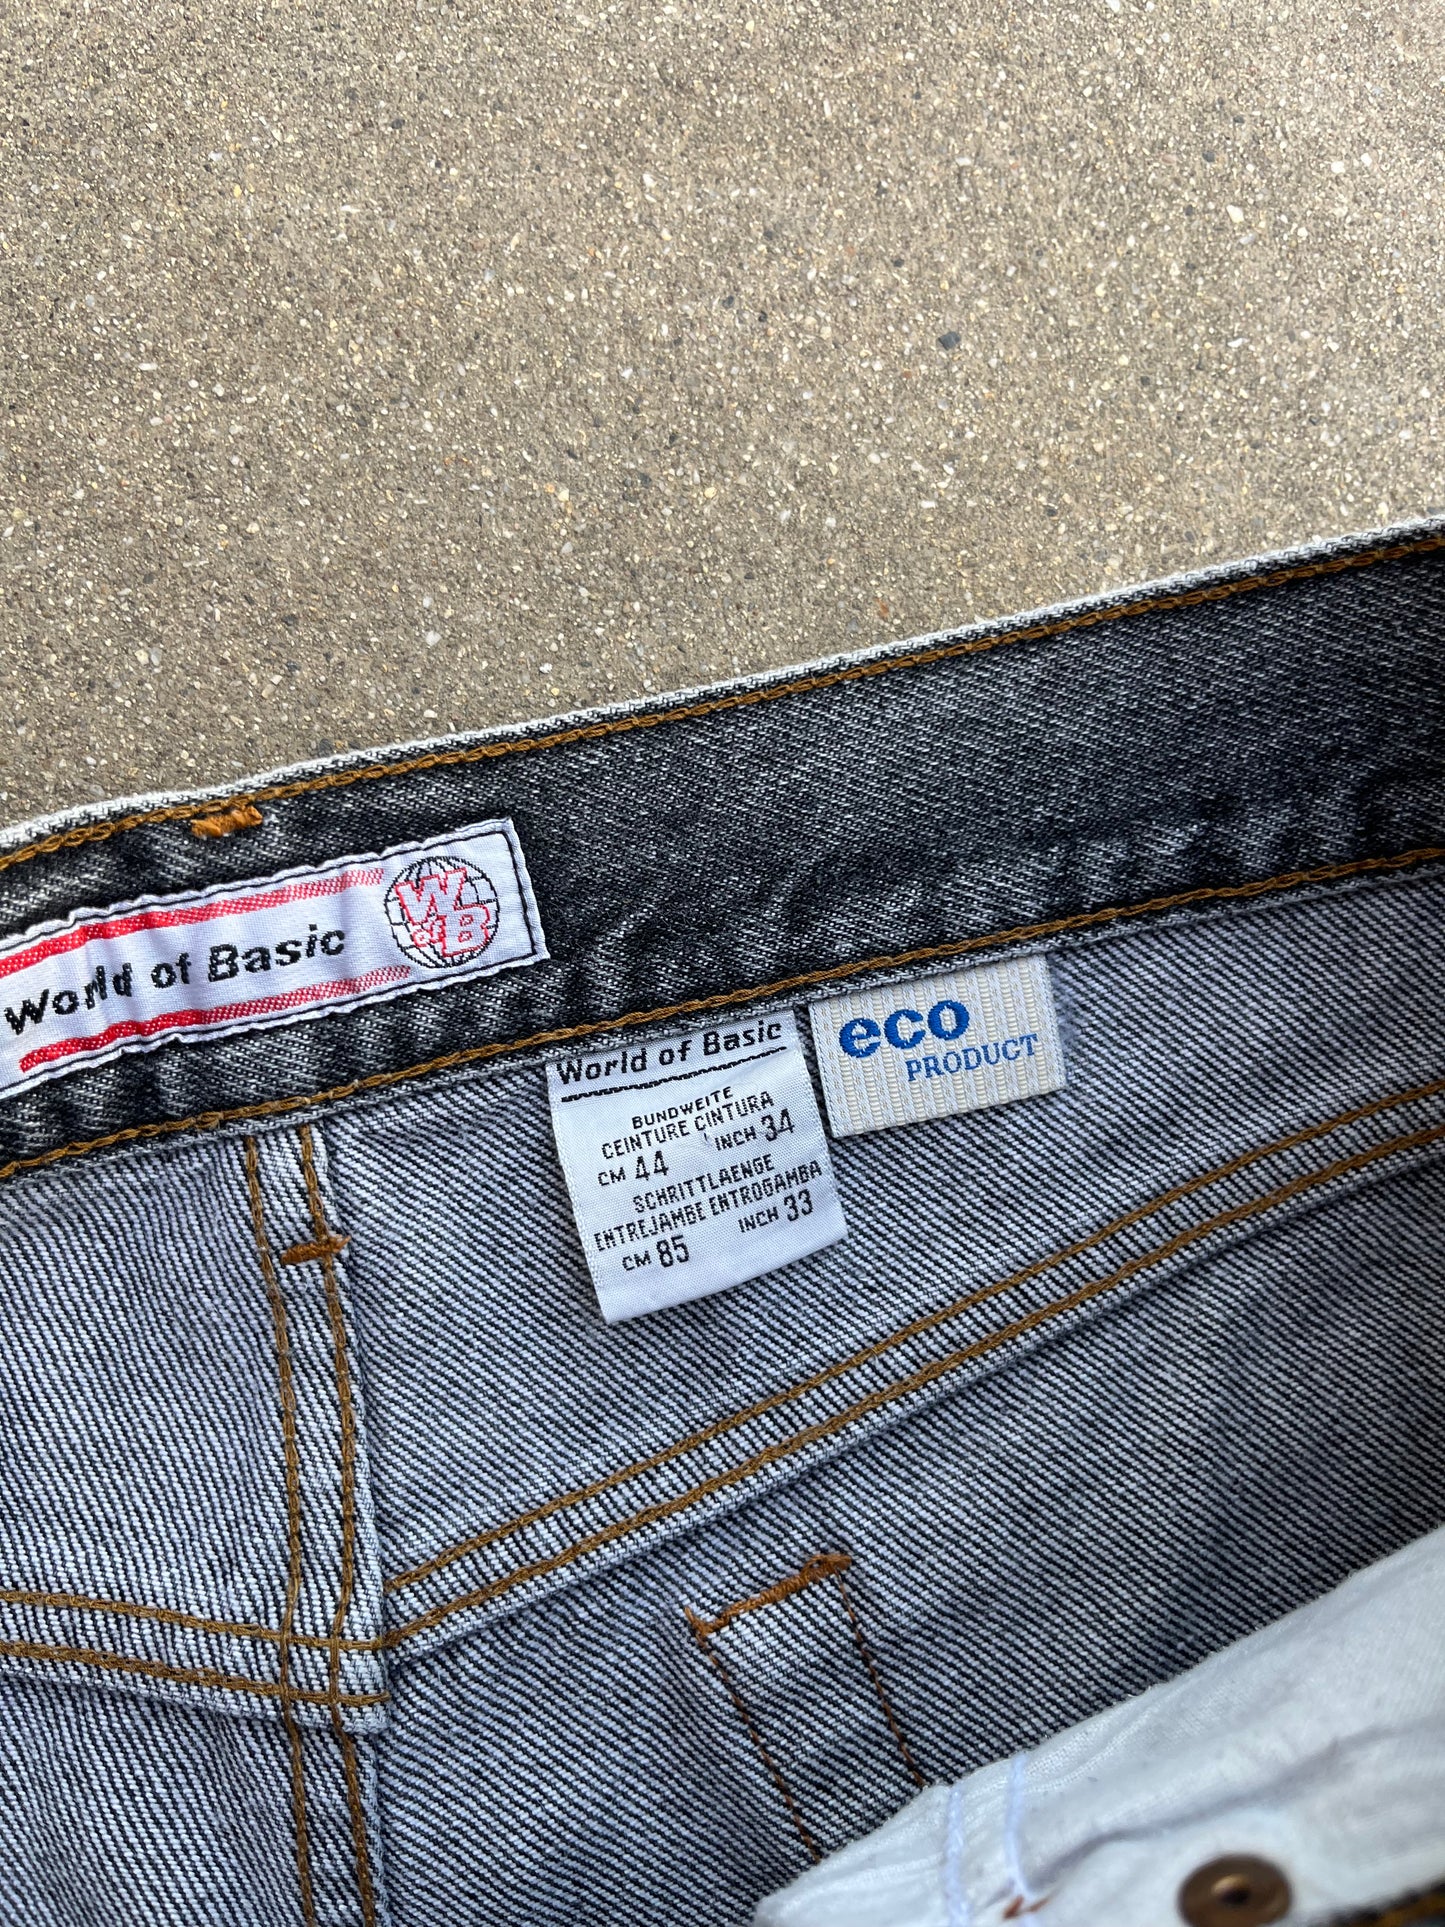 World of Basic
W
of B
World of Basic
BUNDWEITE
CEINTURE CINTURA
CM 44 INCH 34
SCHRITTLAENGE
ENTREJAMBE ENTROGAMBA
CM 85 INCH 33
eco
PRODUCT